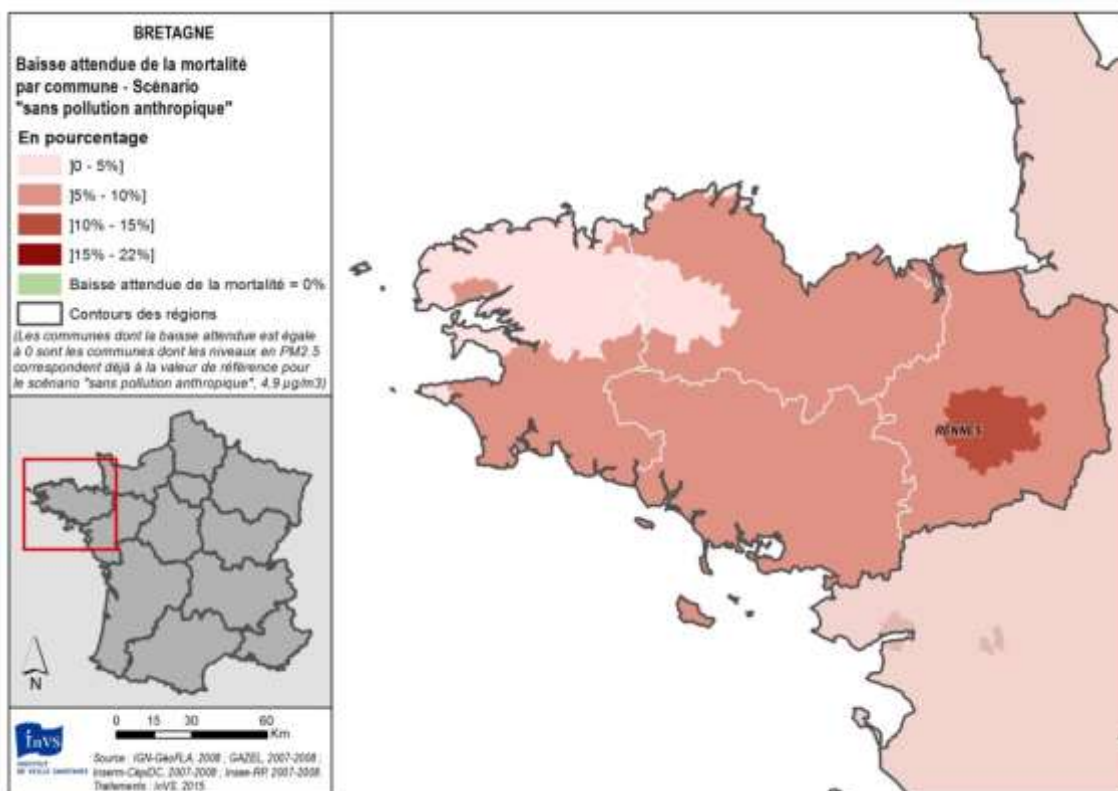 BRETAGNE
Baisse attendue de la mortalité
par commune - Scénario
"sans pollution anthropique"
En pourcentage
]0 - 5%]
]5% - 10%]
]10% - 15%]
]15% - 22%]
Baisse attendue de la mortalité = 0%
Contours des régions
(Les communes dont la baisse attendue est égale
à 0 sont les communes dont les niveaux en PM2.5
correspondent déjà à la valeur de référence pour
le scénario "sans pollution anthropique", 4,9 µg/m3)
RENNES
N
0 15 30 60
Km
InVS
INSTITUT
DE VEILLE SANITAIRE
Source : IGN-GéoFLA, 2008 ; GAZEL, 2007-2008 ;
Inserm-CépiDC, 2007-2008 ; Insee-RP, 2007-2008.
Traitements : InVS, 2015.